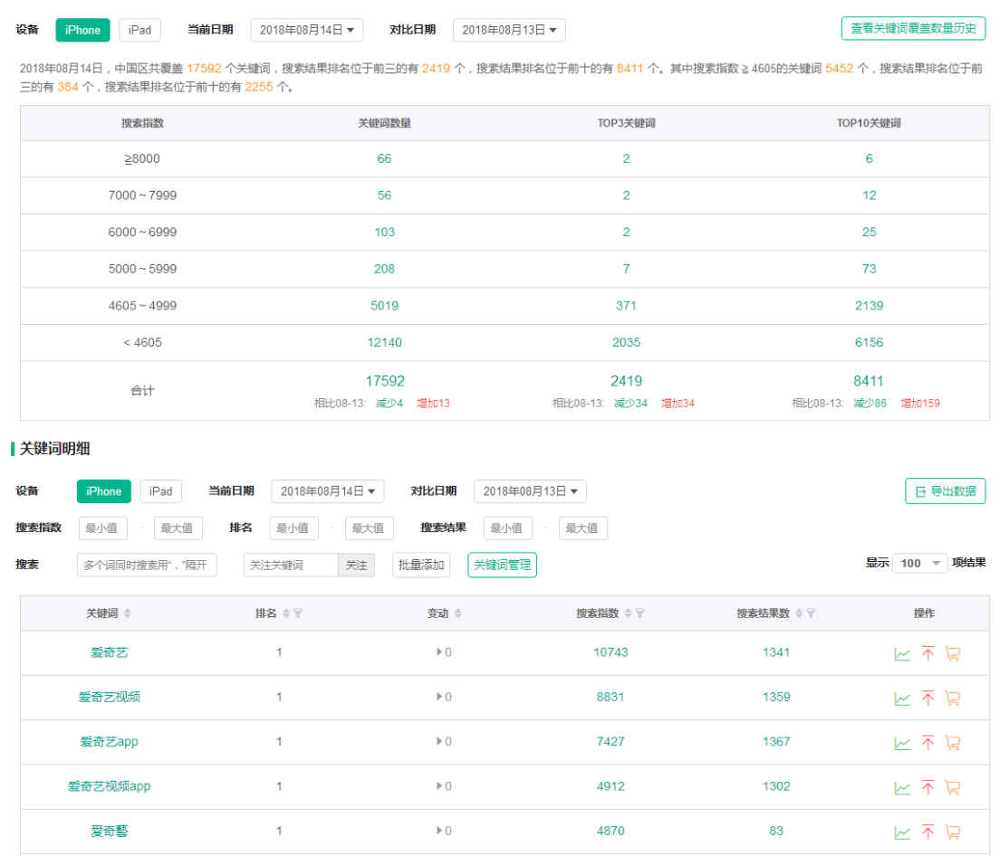 设备 iPhone iPad 当前日期 2018年08月14日 对比日期 2018年08月13日 查看关键词覆盖数量历史
2018年08月14日，中国区共覆盖 17592 个关键词，搜索结果排名位于前三的有 2419 个，搜索结果排名位于前十的有 8411 个。其中搜索指数 ≧ 4605的关键词 5452 个，搜索结果排名位于前
三的有 384 个，搜索结果排名位于前十的有 2255 个。
搜索指数 关键词数量 TOP3关键词 TOP10关键词
≧8000 66 2 6
7000～7999 56 2 12
6000～6999 103 2 25
5000～5999 208 7 73
4605～4999 5019 371 2139
< 4605 12140 2035 6156
合计 17592 2419 8411
相比08-13: 减少4 增加13 相比08-13: 减少34 增加34 相比08-13: 减少86 增加159
关键词明细
设备 iPhone iPad 当前日期 2018年08月14日 对比日期 2018年08月13日 导出数据
搜索指数 最小值 - 最大值 排名 最小值 - 最大值 搜索结果 最小值 - 最大值
搜索 多个词同时搜索用“，”隔开 关注关键词 关注 批量添加 关键词管理 显示 100 项结果
关键词 排名 变动 搜索指数 搜索结果数 操作
爱奇艺 1 0 10743 1341
爱奇艺视频 1 0 8831 1359
爱奇艺app 1 0 7427 1367
爱奇艺视频app 1 0 4912 1302
愛奇藝 1 0 4870 83